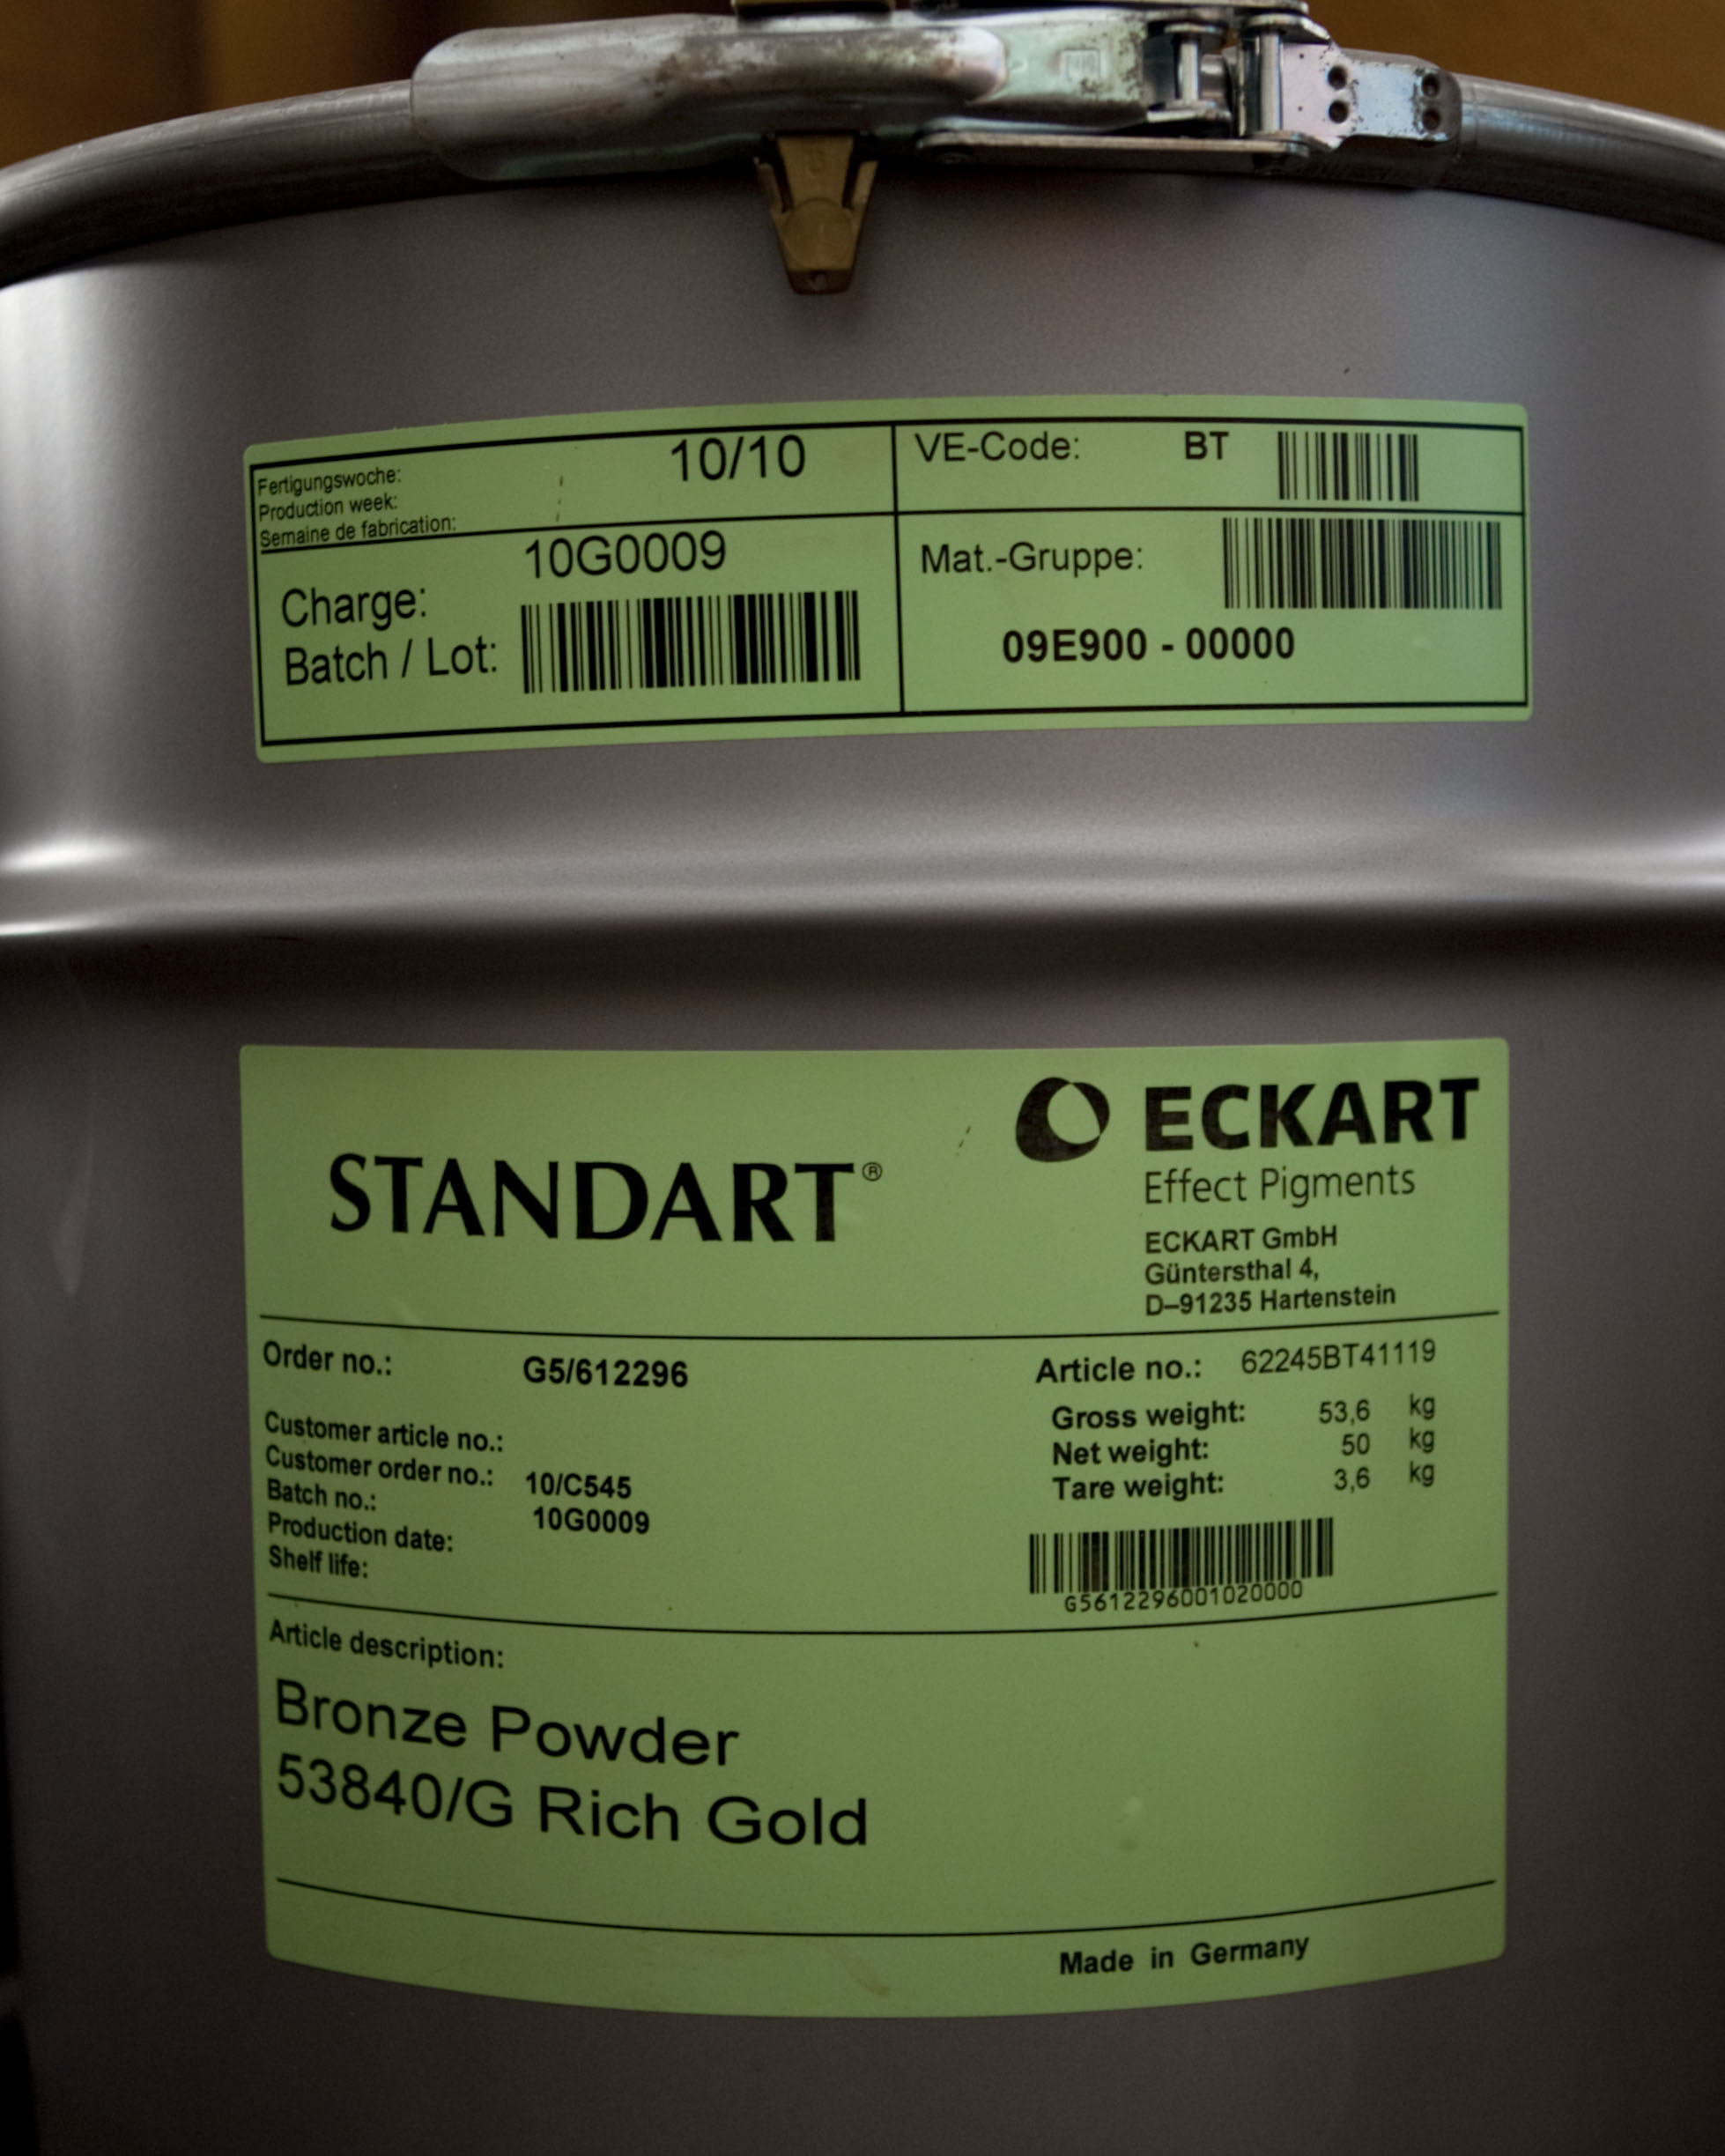 Fertigungswoche:
Production week:
Semaine de fabrication:
10/10
Charge:
Batch / Lot:
10G0009
VE-Code: BT
Mat.-Gruppe:
09E900 - 00000
STANDART®
ECKART
Effect Pigments
ECKART GmbH
Güntersthal 4,
D–91235 Hartenstein
Order no.: G5/612296
Customer article no.:
Customer order no.: 10/C545
Batch no.: 10G0009
Production date:
Shelf life:
Article no.: 62245BT41119
Gross weight: 53,6 kg
Net weight: 50 kg
Tare weight: 3,6 kg
G5612296001020000
Article description:
Bronze Powder
53840/G Rich Gold
Made in Germany